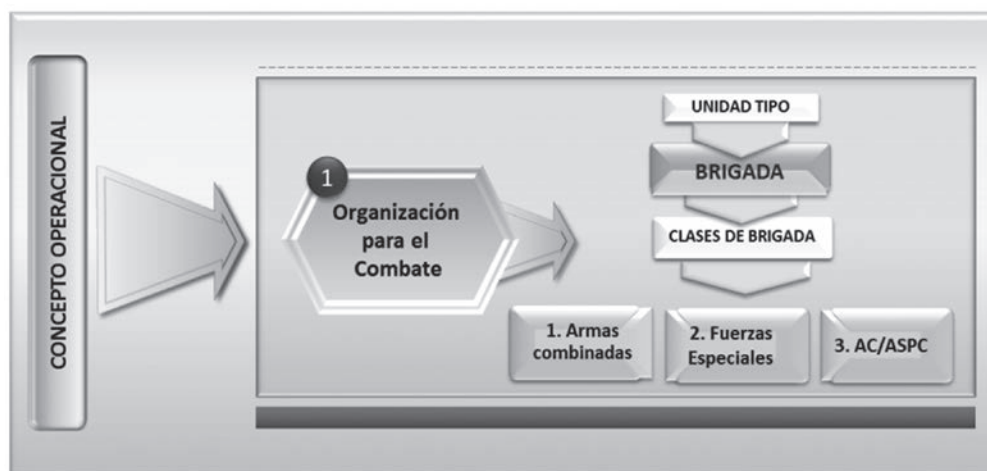 CONCEPTO OPERACIONAL
1
Organización
para el
Combate
UNIDAD TIPO
BRIGADA
CLASES DE BRIGADA
1. Armas
combinadas
2. Fuerzas
Especiales
3. AC/ASPC